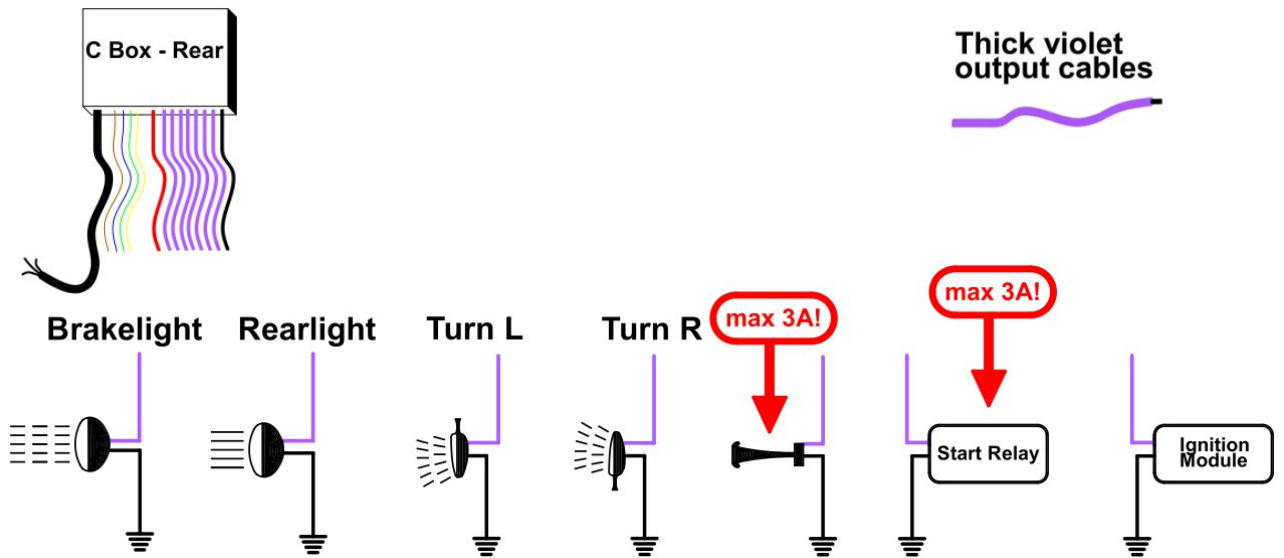 C Box - Rear
Thick violet
output cables
Brakelight
Rearlight
Turn L
Turn R
max 3A!
max 3A!
Start Relay
Ignition
Module